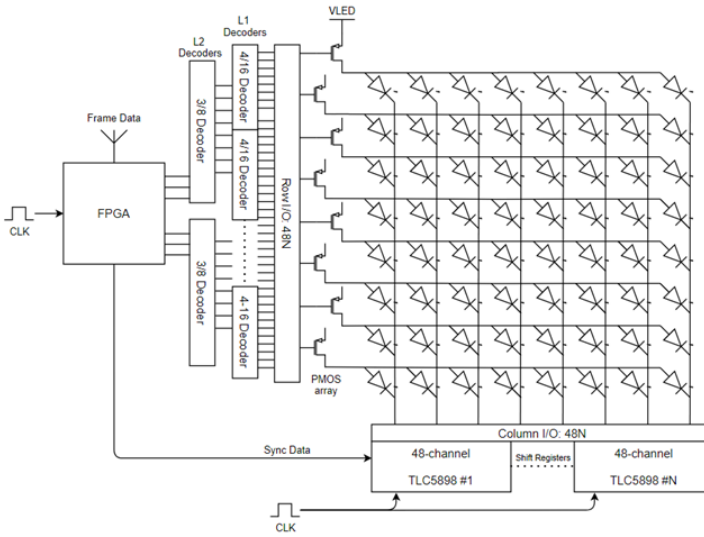 VLED
L1
Decoders
L2
Decoders
4/16 Decoder
3/8 Decoder
Frame Data
4/16 Decoder
FPGA
Row I/O: 48N
CLK
3/8 Decoder
4-16 Decoder
PMOS
array
Column I/O: 48N
Sync Data
48-channel
TLC5898 #1
Shift Registers
48-channel
TLC5898 #N
CLK